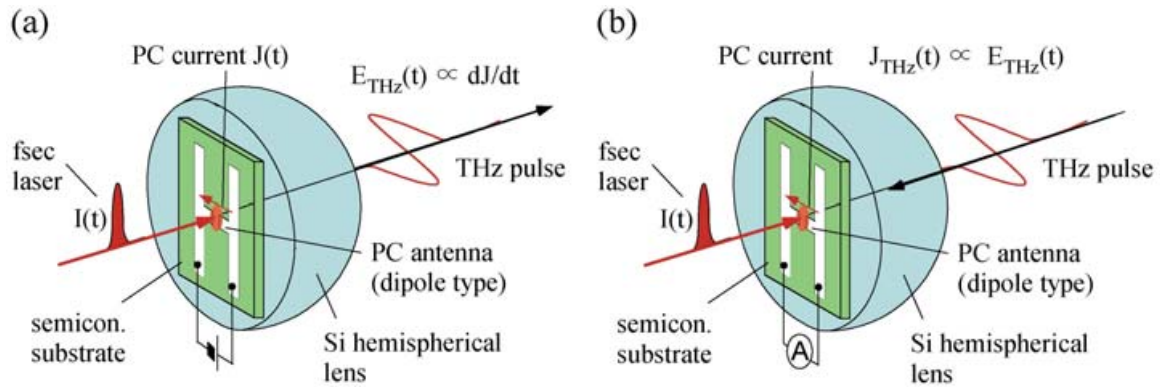 (a)
PC current J(t)
E_THz(t) ∝ dJ/dt
fsec
laser
I(t)
THz pulse
PC antenna
(dipole type)
semicon.
substrate
Si hemispherical
lens
(b)
PC current
J_THz(t) ∝ E_THz(t)
fsec
laser
I(t)
THz pulse
PC antenna
(dipole type)
semicon.
substrate
A
Si hemispherical
lens